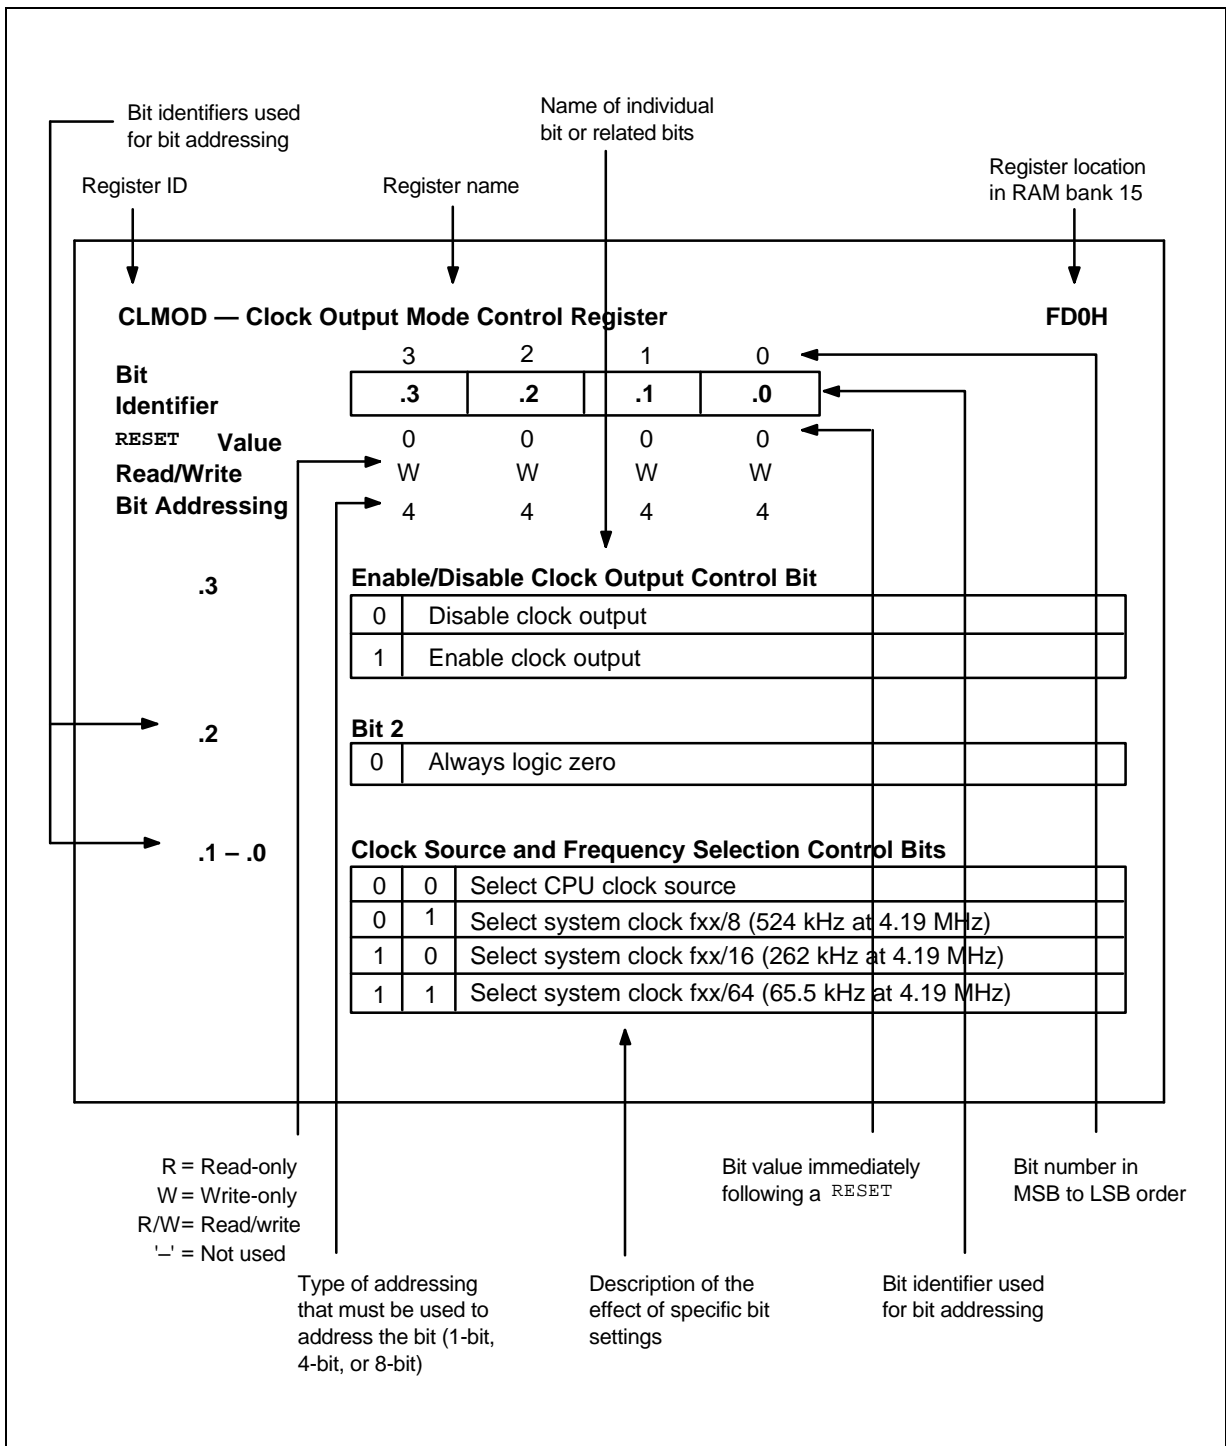 Bit identifiers used
for bit addressing
Name of individual
bit or related bits
Register ID
Register name
Register location
in RAM bank 15
CLMOD — Clock Output Mode Control Register FD0H
3 2 1 0
Bit
Identifier
.3 .2 .1 .0
RESET Value 0 0 0 0
Read/Write W W W W
Bit Addressing 4 4 4 4
.3 Enable/Disable Clock Output Control Bit
0 Disable clock output
1 Enable clock output
.2 Bit 2
0 Always logic zero
.1 – .0 Clock Source and Frequency Selection Control Bits
0 0 Select CPU clock source
0 1 Select system clock fxx/8 (524 kHz at 4.19 MHz)
1 0 Select system clock fxx/16 (262 kHz at 4.19 MHz)
1 1 Select system clock fxx/64 (65.5 kHz at 4.19 MHz)
R = Read-only
W = Write-only
R/W= Read/write
'–' = Not used
Bit value immediately
following a RESET
Bit number in
MSB to LSB order
Type of addressing
that must be used to
address the bit (1-bit,
4-bit, or 8-bit)
Description of the
effect of specific bit
settings
Bit identifier used
for bit addressing